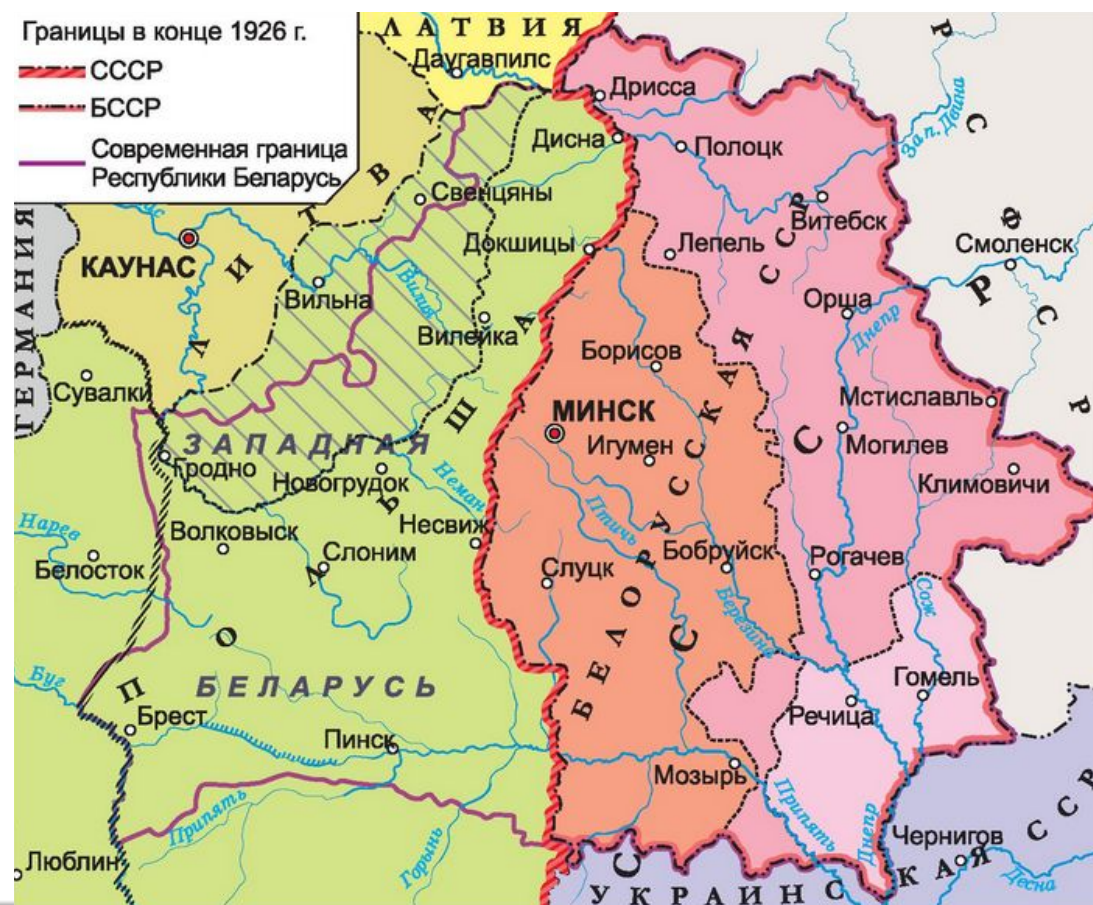 Границы в конце 1926 г.
СССР
БССР
Современная граница
Республики Беларусь
ЛАТВИЯ
Даугавпилс
Дрисса
Дисна
Полоцк
Зап. Двина
Витебск
Свенцяны
Докшицы
Лепель
Смоленск
ГЕРМАНИЯ
КАУНАС
ЛИТВА
Вильна
Вилия
Вилейка
Орша
Днепр
Борисов
Сувалки
МИНСК
Мстиславль
ЗАПАДНАЯ
Игумен
Могилев
Гродно
Новогрудок
Неман
Климовичи
Волковыск
Несвиж
Птичь
Нарев
Белосток
Слоним
Слуцк
Бобруйск
Рогачев
Березина
Сож
ПОЛЬША
БЕЛОРУССКАЯ ССР
СССР
РСФСР
Буг
БЕЛАРУСЬ
Гомель
Брест
Речица
Пинск
Мозырь
Припять
Припять
Горынь
Днепр
Чернигов
Люблин
Десна
УКРАИНСКАЯ ССР